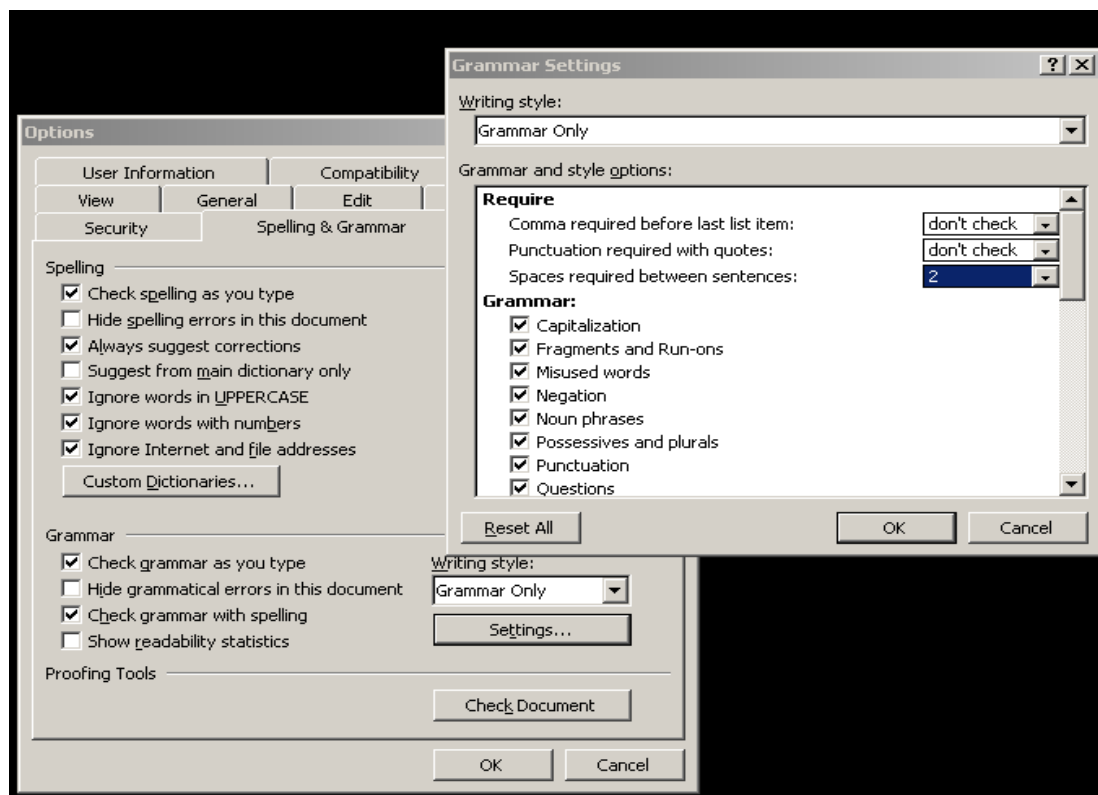 Grammar Settings
Writing style:
Grammar Only
Grammar and style options:
Require
Comma required before last list item: don't check
Punctuation required with quotes: don't check
Spaces required between sentences: 2
Grammar:
Capitalization
Fragments and Run-ons
Misused words
Negation
Noun phrases
Possessives and plurals
Punctuation
Questions
Reset All OK Cancel
Options
User Information Compatibility
View General Edit
Security Spelling & Grammar
Spelling
Check spelling as you type
Hide spelling errors in this document
Always suggest corrections
Suggest from main dictionary only
Ignore words in UPPERCASE
Ignore words with numbers
Ignore Internet and file addresses
Custom Dictionaries...
Grammar
Check grammar as you type Writing style:
Hide grammatical errors in this document Grammar Only
Check grammar with spelling Settings...
Show readability statistics
Proofing Tools
Check Document
OK Cancel